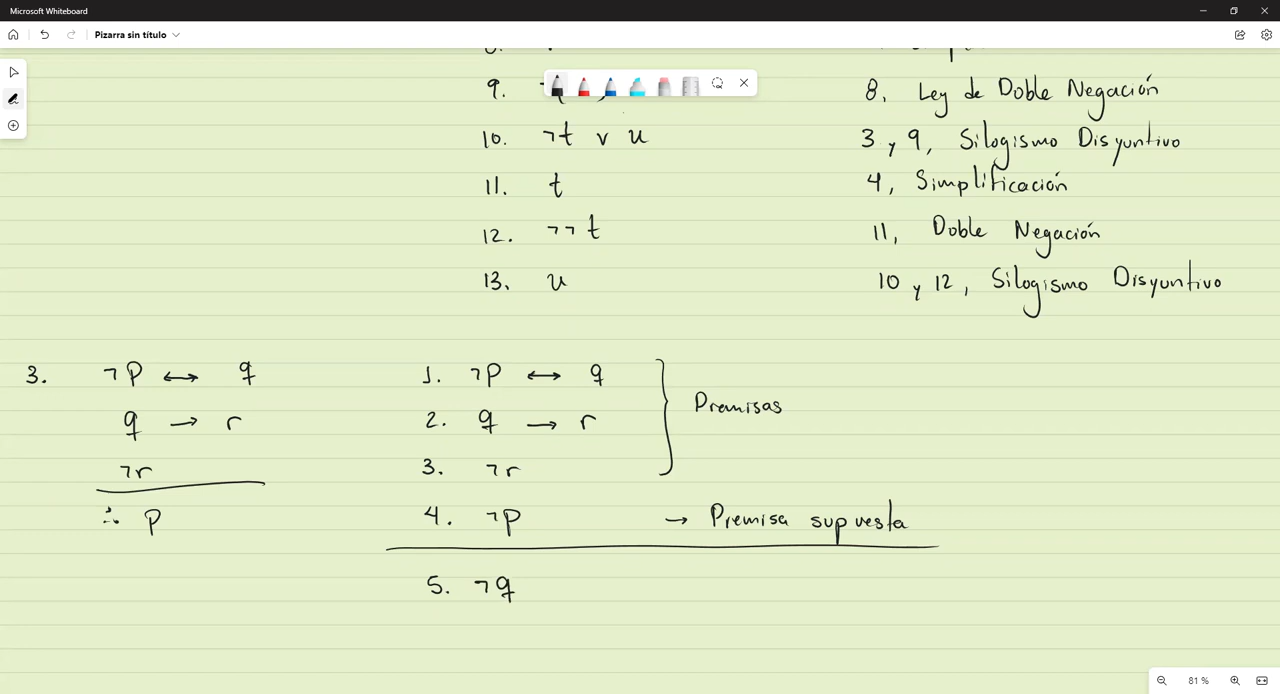 Microsoft Whiteboard
Pizarra sin título
9. 8, Ley de Doble Negación
10. ¬t v u 3 y 9, Silogismo Disyuntivo
11. t 4, Simplificación
12. ¬¬t 11, Doble Negación
13. u 10 y 12, Silogismo Disyuntivo
3. ¬p ↔ q 1. ¬p ↔ q
Premisas
q → r 2. q → r
¬r 3. ¬r
∴ p 4. ¬p → Premisa supuesta
5. ¬q
81 %